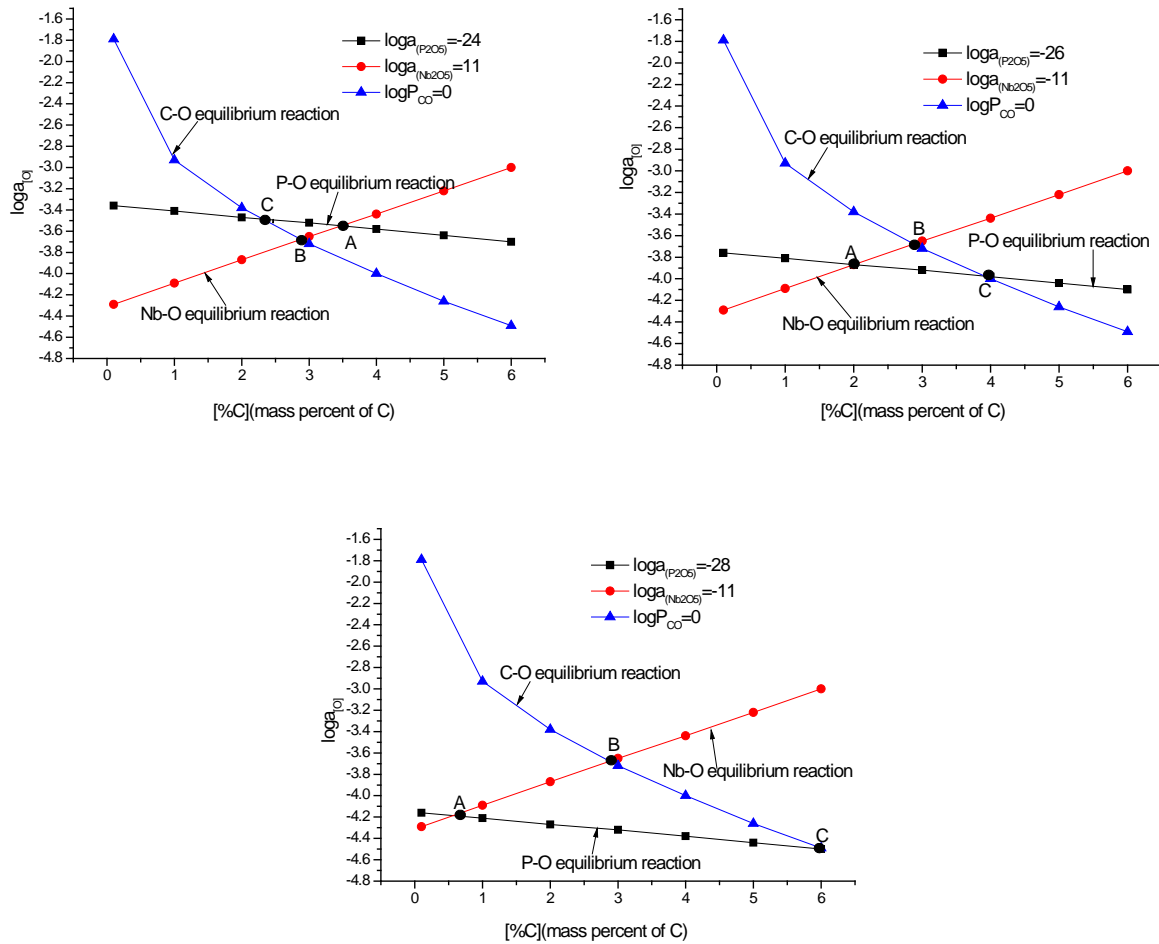 -1.6
-1.8
-2.0
-2.2
-2.4
-2.6
-2.8
-3.0
-3.2
-3.4
-3.6
-3.8
-4.0
-4.2
-4.4
-4.6
-4.8
loga[O]
loga(P2O5)=-24
loga(Nb2O5)=11
logPCO=0
C-O equilibrium reaction
P-O equilibrium reaction
C
B
A
Nb-O equilibrium reaction
0 1 2 3 4 5 6
[%C](mass percent of C)
-1.6
-1.8
-2.0
-2.2
-2.4
-2.6
-2.8
-3.0
-3.2
-3.4
-3.6
-3.8
-4.0
-4.2
-4.4
-4.6
-4.8
loga[O]
loga(P2O5)=-26
loga(Nb2O5)=-11
logPCO=0
C-O equilibrium reaction
B
P-O equilibrium reaction
A
C
Nb-O equilibrium reaction
0 1 2 3 4 5 6
[%C](mass percent of C)
-1.6
-1.8
-2.0
-2.2
-2.4
-2.6
-2.8
-3.0
-3.2
-3.4
-3.6
-3.8
-4.0
-4.2
-4.4
-4.6
-4.8
loga[O]
loga(P2O5)=-28
loga(Nb2O5)=-11
logPCO=0
C-O equilibrium reaction
B
Nb-O equilibrium reaction
A
C
P-O equilibrium reaction
0 1 2 3 4 5 6
[%C](mass percent of C)